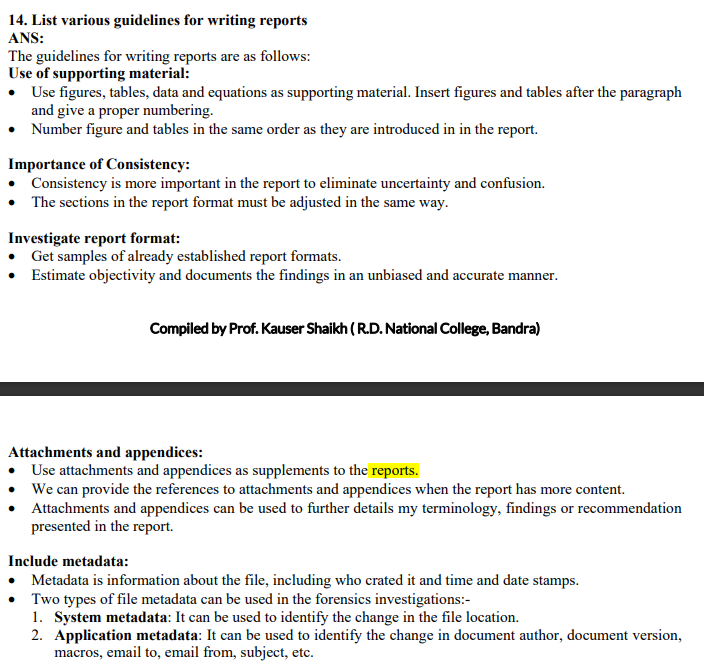 14. List various guidelines for writing reports
ANS:
The guidelines for writing reports are as follows:
Use of supporting material:
• Use figures, tables, data and equations as supporting material. Insert figures and tables after the paragraph
and give a proper numbering.
• Number figure and tables in the same order as they are introduced in in the report.
Importance of Consistency:
• Consistency is more important in the report to eliminate uncertainty and confusion.
• The sections in the report format must be adjusted in the same way.
Investigate report format:
• Get samples of already established report formats.
• Estimate objectivity and documents the findings in an unbiased and accurate manner.
Compiled by Prof. Kauser Shaikh ( R.D. National College, Bandra)
Attachments and appendices:
• Use attachments and appendices as supplements to the reports.
• We can provide the references to attachments and appendices when the report has more content.
• Attachments and appendices can be used to further details my terminology, findings or recommendation
presented in the report.
Include metadata:
• Metadata is information about the file, including who crated it and time and date stamps.
• Two types of file metadata can be used in the forensics investigations:-
1. System metadata: It can be used to identify the change in the file location.
2. Application metadata: It can be used to identify the change in document author, document version,
macros, email to, email from, subject, etc.